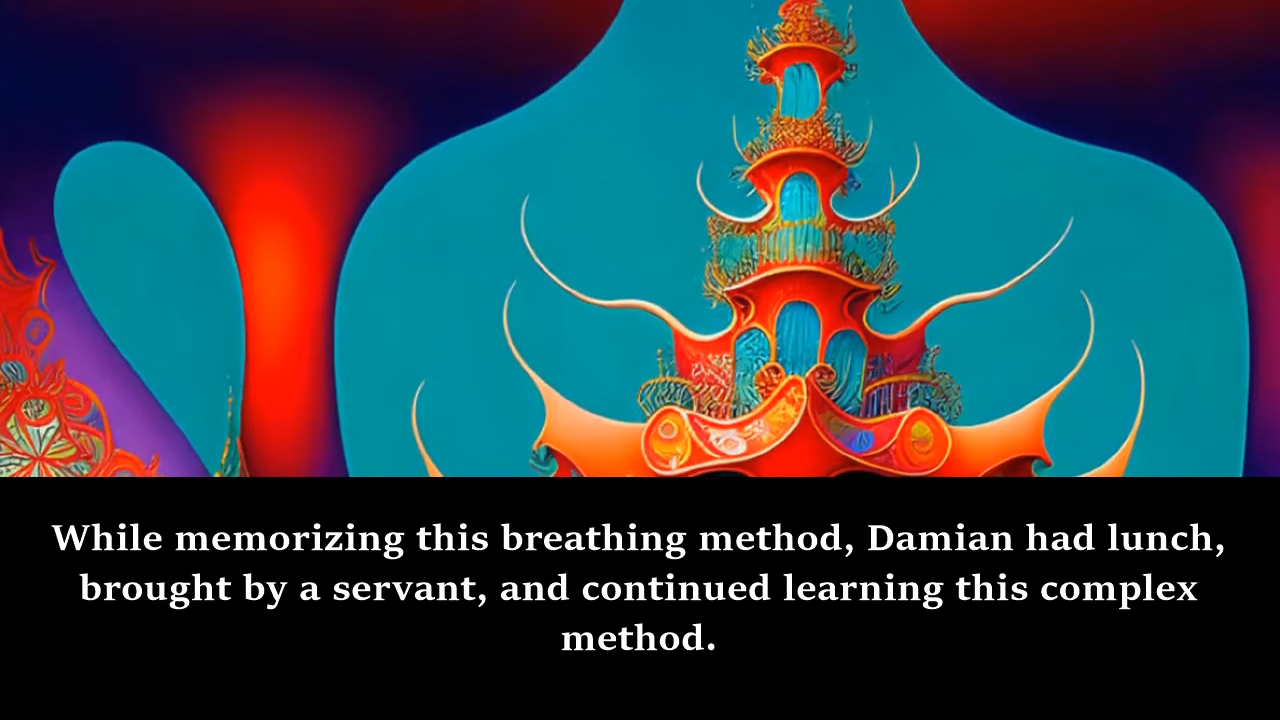 While memorizing this breathing method, Damian had lunch,
brought by a servant, and continued learning this complex
method.